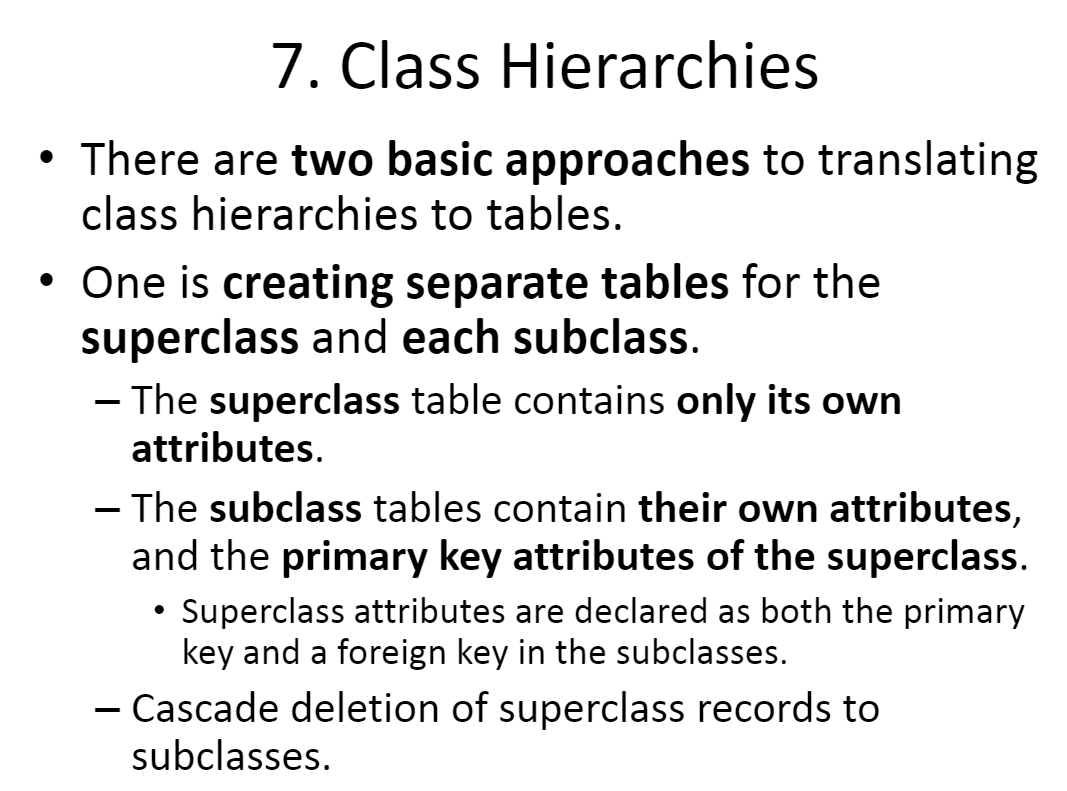 7. Class Hierarchies
• There are two basic approaches to translating
class hierarchies to tables.
• One is creating separate tables for the
superclass and each subclass.
– The superclass table contains only its own
attributes.
– The subclass tables contain their own attributes,
and the primary key attributes of the superclass.
• Superclass attributes are declared as both the primary
key and a foreign key in the subclasses.
– Cascade deletion of superclass records to
subclasses.